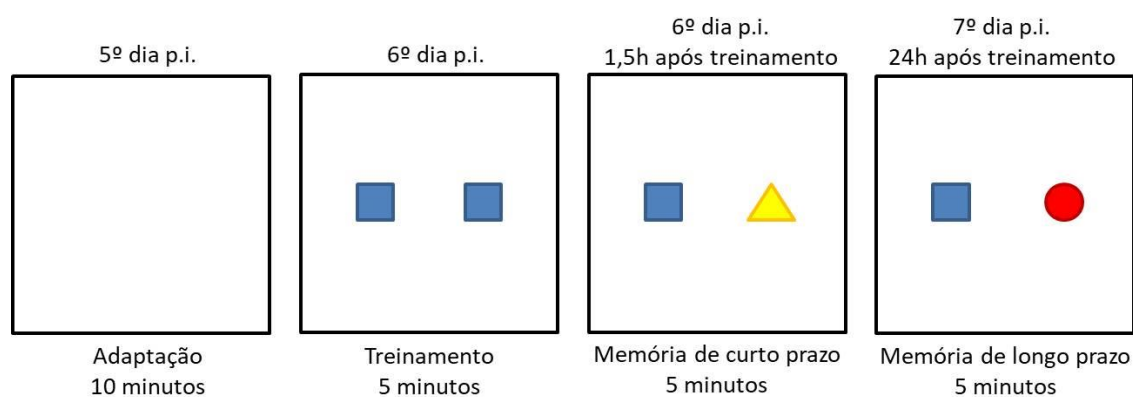 5º dia p.i.
Adaptação
10 minutos
6º dia p.i.
Treinamento
5 minutos
6º dia p.i.
1,5h após treinamento
Memória de curto prazo
5 minutos
7º dia p.i.
24h após treinamento
Memória de longo prazo
5 minutos